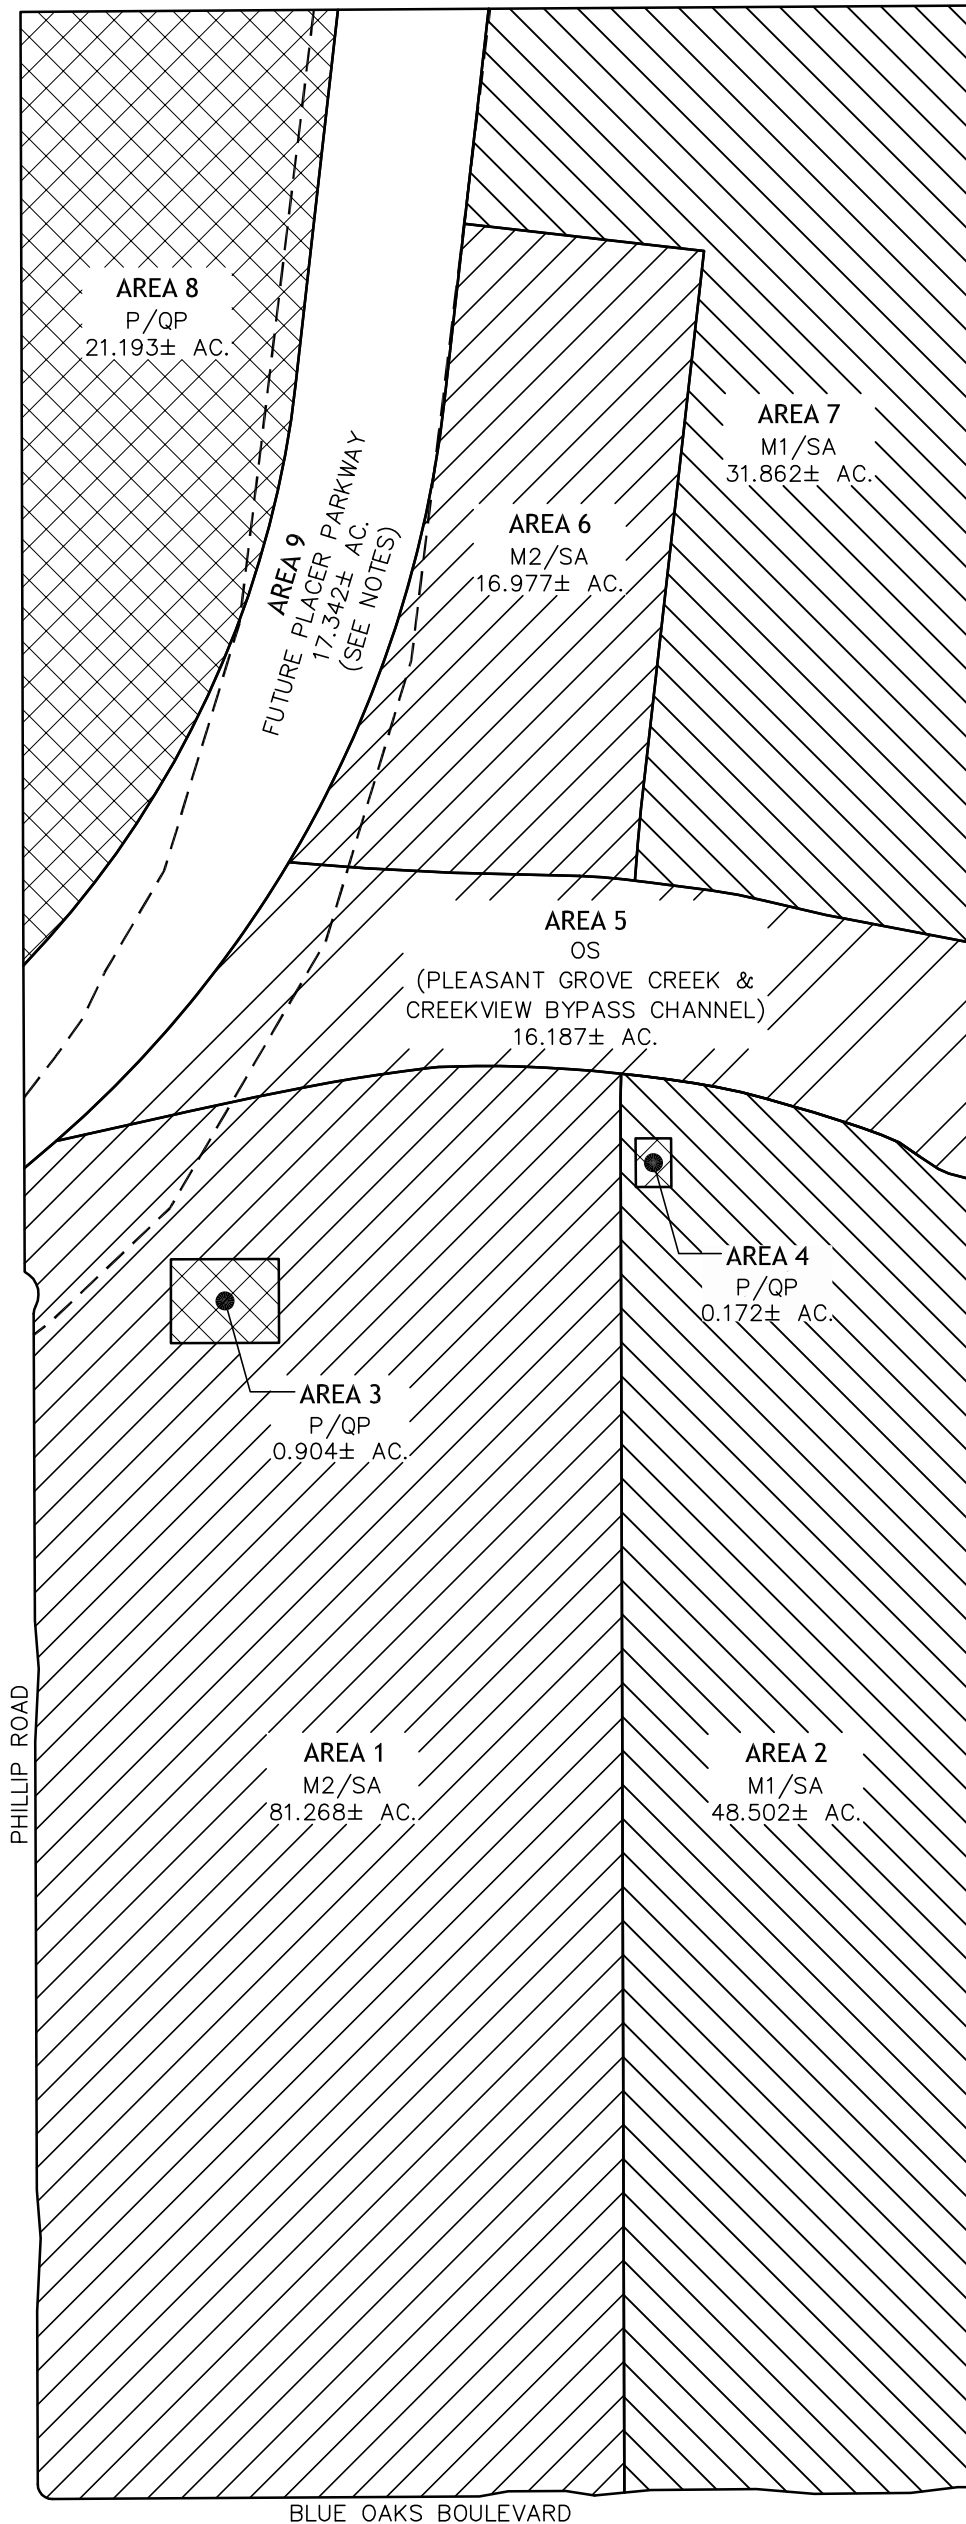 AREA 8
P/QP
21.193± AC.
AREA 7
M1/SA
31.862± AC.
AREA 6
M2/SA
16.977± AC.
AREA 9
FUTURE PLACER PARKWAY
17.342± AC.
(SEE NOTES)
AREA 5
OS
(PLEASANT GROVE CREEK &
CREEKVIEW BYPASS CHANNEL)
16.187± AC.
AREA 4
P/QP
0.172± AC.
AREA 3
P/QP
0.904± AC.
AREA 1
M2/SA
81.268± AC.
AREA 2
M1/SA
48.502± AC.
PHILLIP ROAD
BLUE OAKS BOULEVARD